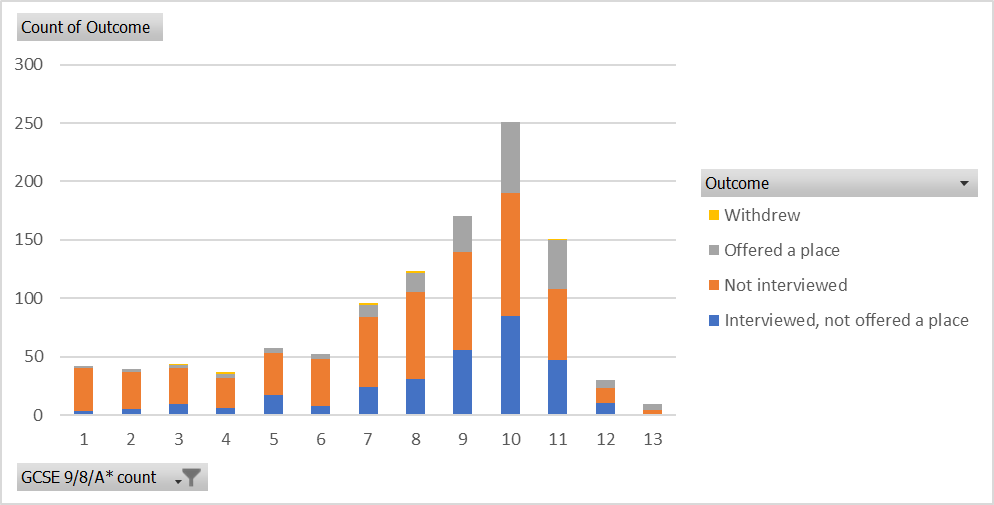 Count of Outcome
300
250
200
150
100
50
0
1 2 3 4 5 6 7 8 9 10 11 12 13
GCSE 9/8/A* count
Outcome
Withdrew
Offered a place
Not interviewed
Interviewed, not offered a place